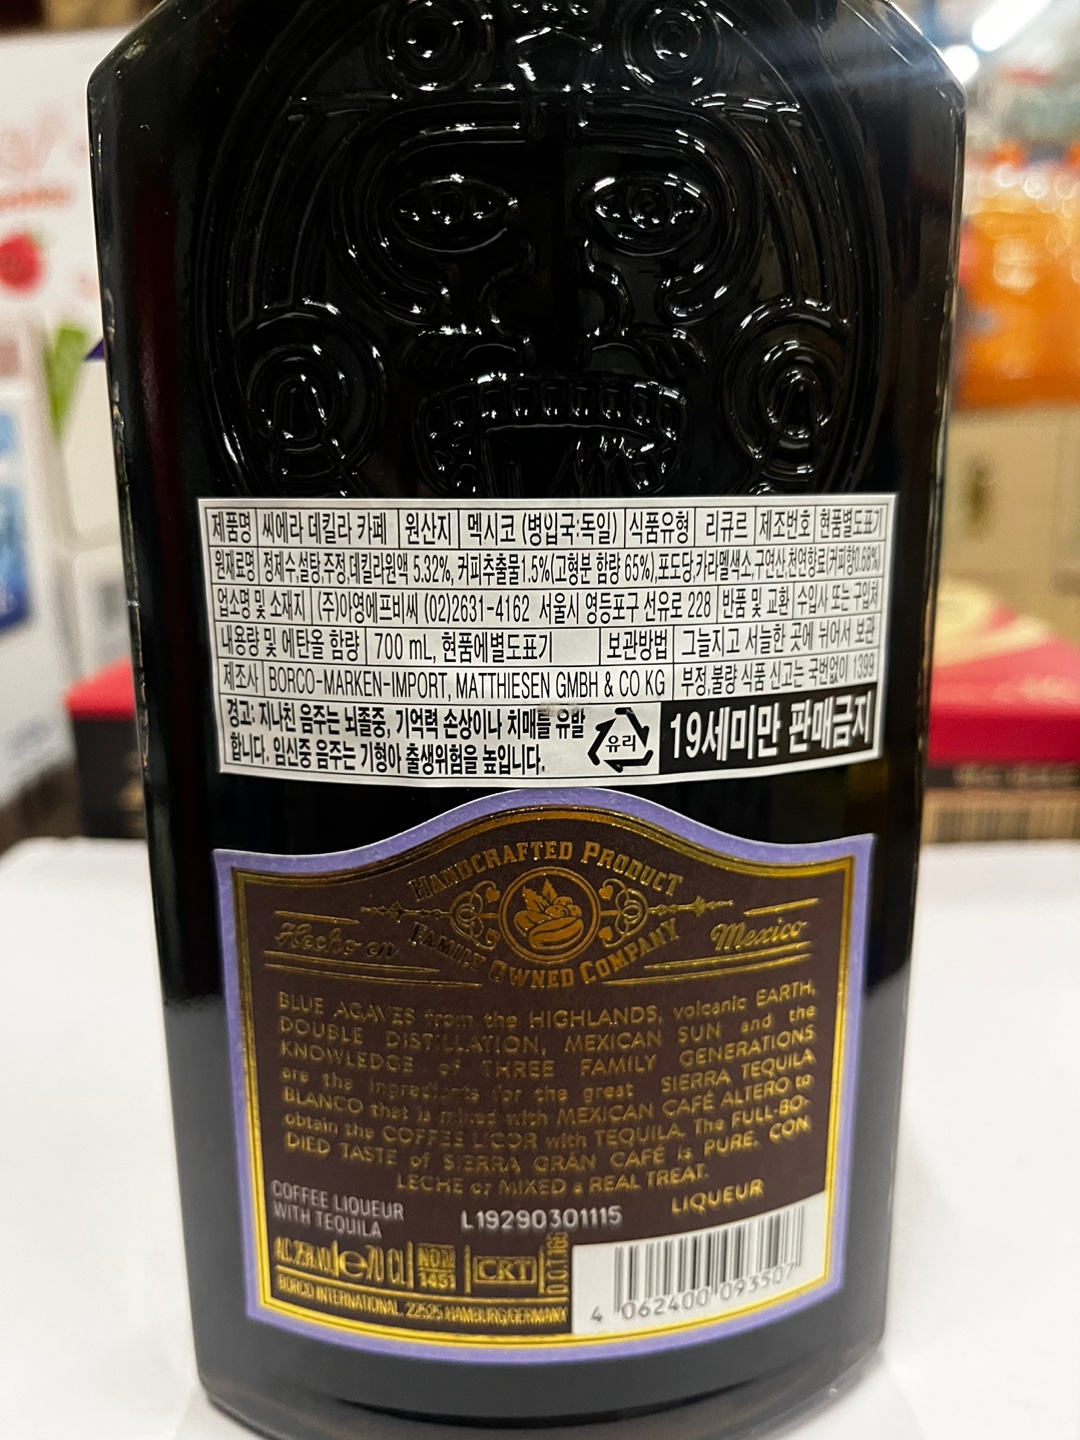 제품명 씨에라 데킬라 카페 원산지 멕시코 (병입국:독일) 식품유형 리큐르 제조번호 현품별도표기
원재료명 정제수,설탕,주정,데킬라원액 5.32%, 커피추출물1.5%(고형분 함량 65%),포도당,카라멜색소,구연산,천연향료(커피향0.68%)
업소명 및 소재지 (주)아영에프비씨 (02)2631-4162 서울시 영등포구 선유로 228 반품 및 교환 수입사 또는 구입처
내용량 및 에탄올 함량 700 mL, 현품에별도표기 보관방법 그늘지고 서늘한 곳에 뉘어서 보관
제조사 BORCO-MARKEN-IMPORT, MATTHIESEN GMBH & CO KG 부정,불량 식품 신고는 국번없이 1399
경고: 지나친 음주는 뇌졸중, 기억력 손상이나 치매를 유발
합니다. 임신중 음주는 기형아 출생위험을 높입니다.
유리
19세미만 판매금지
HANDCRAFTED PRODUCT
Hecho en Mexico
FAMILY OWNED COMPANY
BLUE AGAVES from the HIGHLANDS, volcanic EARTH,
DOUBLE DISTILLATION, MEXICAN SUN and the
KNOWLEDGE of THREE FAMILY GENERATIONS
are the ingredients for the great SIERRA TEQUILA
BLANCO that is mixed with MEXICAN CAFÉ ALTERO to
obtain the COFFEE LICOR with TEQUILA. The FULL-BO-
DIED TASTE of SIERRA GRAN CAFÉ is PURE, CON
LECHE or MIXED a REAL TREAT.
COFFEE LIQUEUR
WITH TEQUILA
L19290301115
LIQUEUR
ALC. 25% VOL. e 70 CL
NOM
1451
CRT
BORCO INTERNATIONAL, 22525 HAMBURG/GERMANY
4 062400 093507